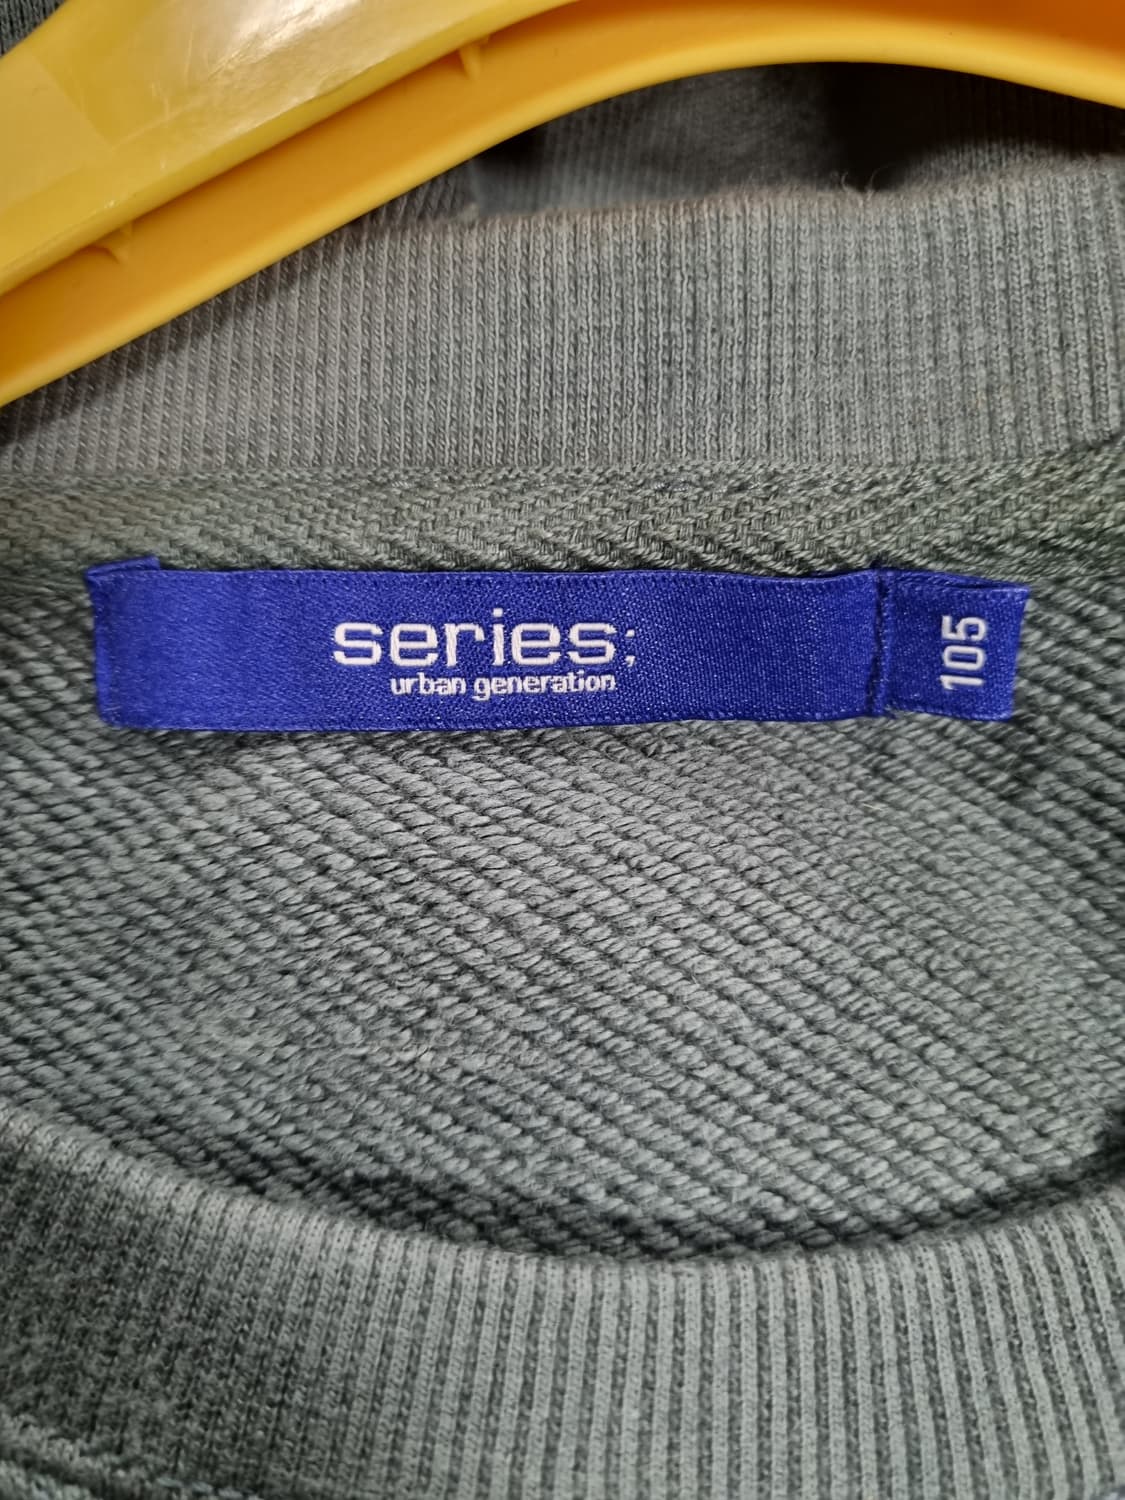 series;
urban generation
105